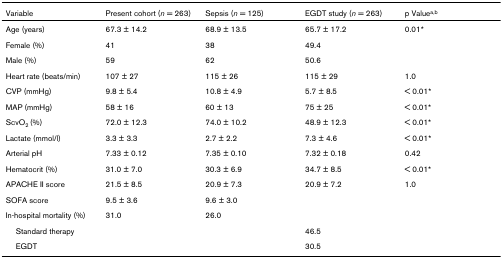 Variable Present cohort (n = 263) Sepsis (n = 125) EGDT study (n = 263) p Valueᵃ,ᵇ
Age (years) 67.3 ± 14.2 68.9 ± 13.5 65.7 ± 17.2 0.01*
Female (%) 41 38 49.4
Male (%) 59 62 50.6
Heart rate (beats/min) 107 ± 27 115 ± 26 115 ± 29 1.0
CVP (mmHg) 9.8 ± 5.4 10.8 ± 4.9 5.7 ± 8.5 < 0.01*
MAP (mmHg) 58 ± 16 60 ± 13 75 ± 25 < 0.01*
ScvO₂ (%) 72.0 ± 12.3 74.0 ± 10.2 48.9 ± 12.3 < 0.01*
Lactate (mmol/l) 3.3 ± 3.3 2.7 ± 2.2 7.3 ± 4.6 < 0.01*
Arterial pH 7.33 ± 0.12 7.35 ± 0.10 7.32 ± 0.18 0.42
Hematocrit (%) 31.0 ± 7.0 30.3 ± 6.9 34.7 ± 8.5 < 0.01*
APACHE II score 21.5 ± 8.5 20.9 ± 7.3 20.9 ± 7.2 1.0
SOFA score 9.5 ± 3.6 9.6 ± 3.0
In-hospital mortality (%) 31.0 26.0
Standard therapy 46.5
EGDT 30.5